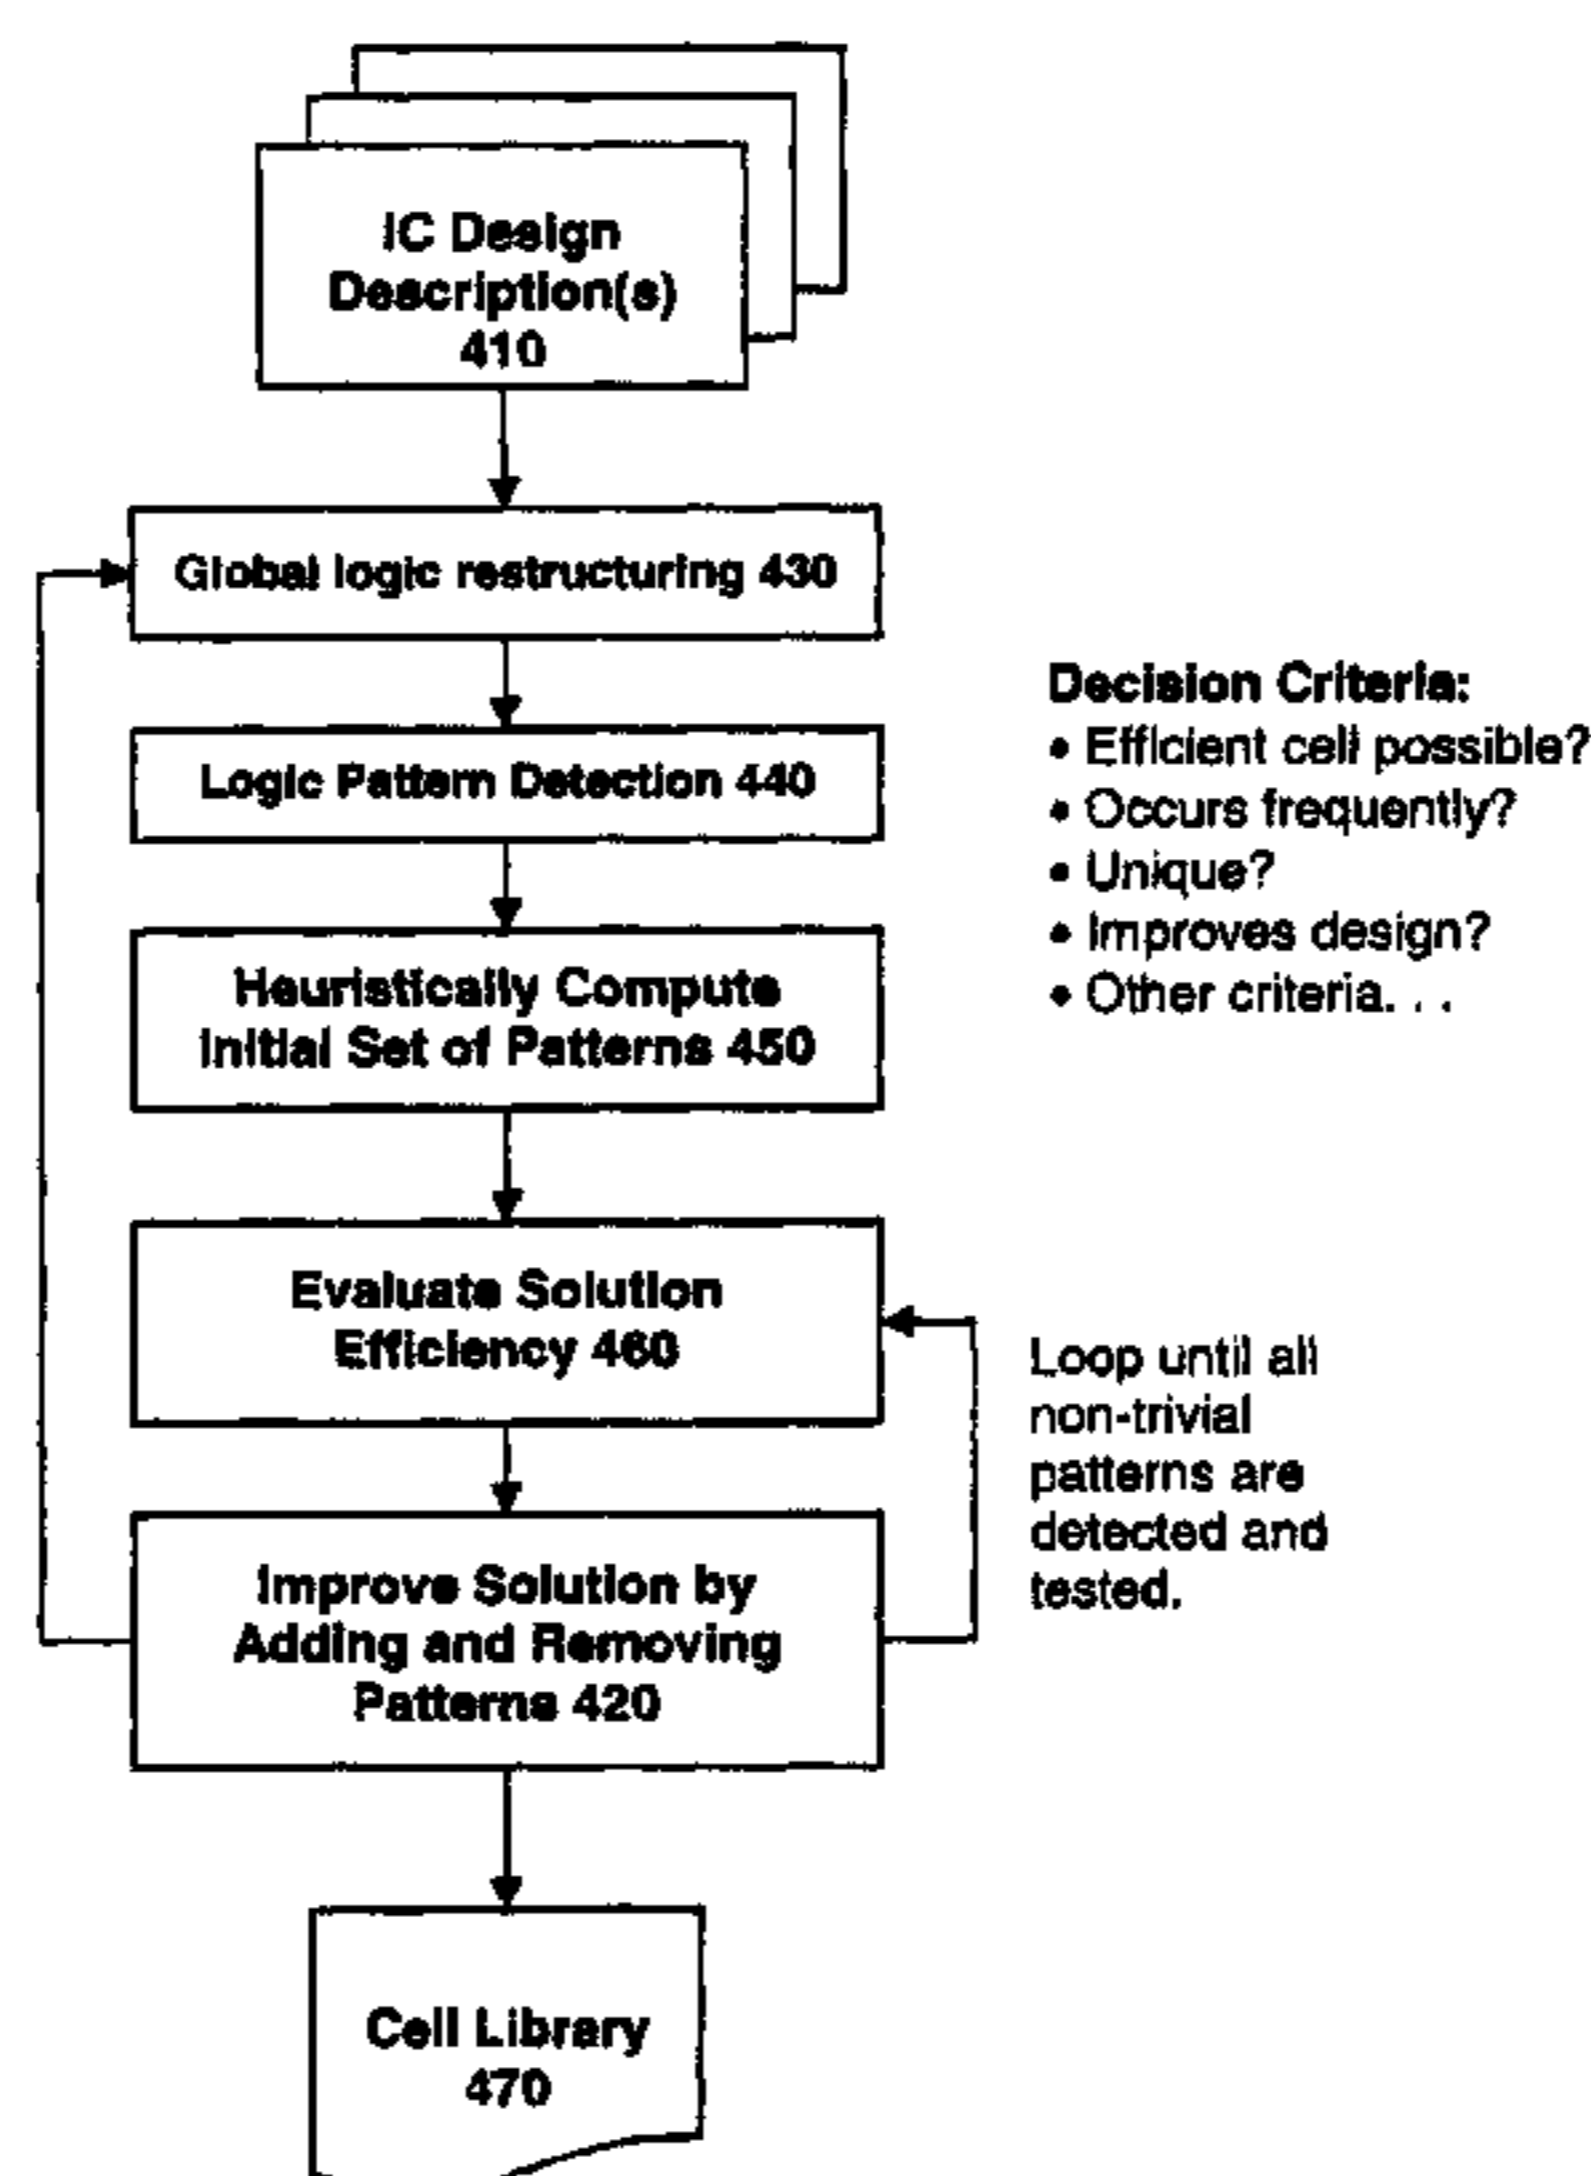 IC Design
Description(s)
410
Global logic restructuring 430
Logic Pattern Detection 440
Heuristically Compute
Initial Set of Patterns 450
Decision Criteria:
• Efficient cell possible?
• Occurs frequently?
• Unique?
• Improves design?
• Other criteria. . .
Evaluate Solution
Efficiency 460
Loop until all
non-trivial
patterns are
detected and
tested.
Improve Solution by
Adding and Removing
Patterns 420
Cell Library
470